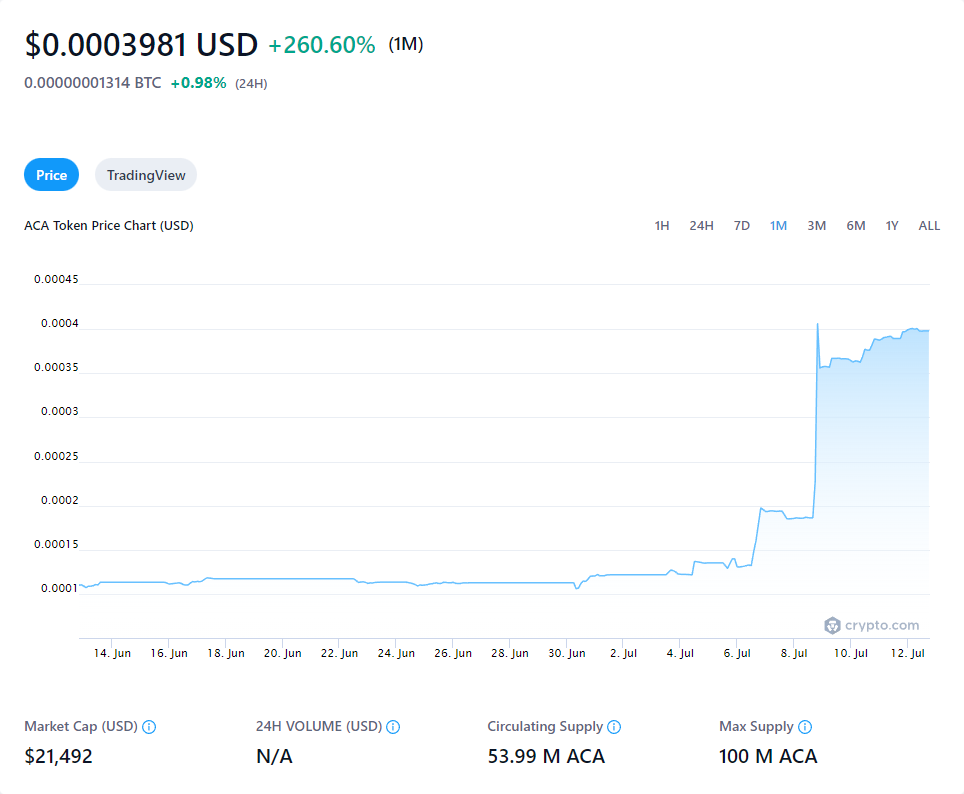 $0.0003981 USD +260.60% (1M)
0.00000001314 BTC +0.98% (24H)
Price TradingView
ACA Token Price Chart (USD) 1H 24H 7D 1M 3M 6M 1Y ALL
0.00045
0.0004
0.00035
0.0003
0.00025
0.0002
0.00015
0.0001
crypto.com
14. Jun 16. Jun 18. Jun 20. Jun 22. Jun 24. Jun 26. Jun 28. Jun 30. Jun 2. Jul 4. Jul 6. Jul 8. Jul 10. Jul 12. Jul
Market Cap (USD) 24H VOLUME (USD) Circulating Supply Max Supply
$21,492 N/A 53.99 M ACA 100 M ACA